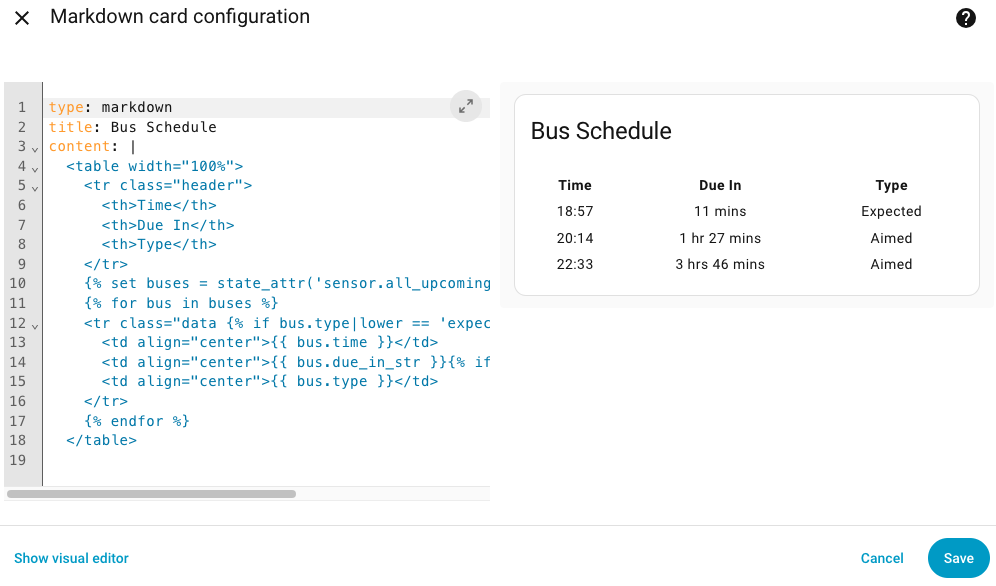 Markdown card configuration
?
1 type: markdown
2 title: Bus Schedule
3 content: |
4 <table width="100%">
5 <tr class="header">
6 <th>Time</th>
7 <th>Due In</th>
8 <th>Type</th>
9 </tr>
10 {% set buses = state_attr('sensor.all_upcoming
11 {% for bus in buses %}
12 <tr class="data {% if bus.type|lower == 'expec
13 <td align="center">{{ bus.time }}</td>
14 <td align="center">{{ bus.due_in_str }}{% if
15 <td align="center">{{ bus.type }}</td>
16 </tr>
17 {% endfor %}
18 </table>
19
Bus Schedule
Time Due In Type
18:57 11 mins Expected
20:14 1 hr 27 mins Aimed
22:33 3 hrs 46 mins Aimed
Show visual editor
Cancel
Save